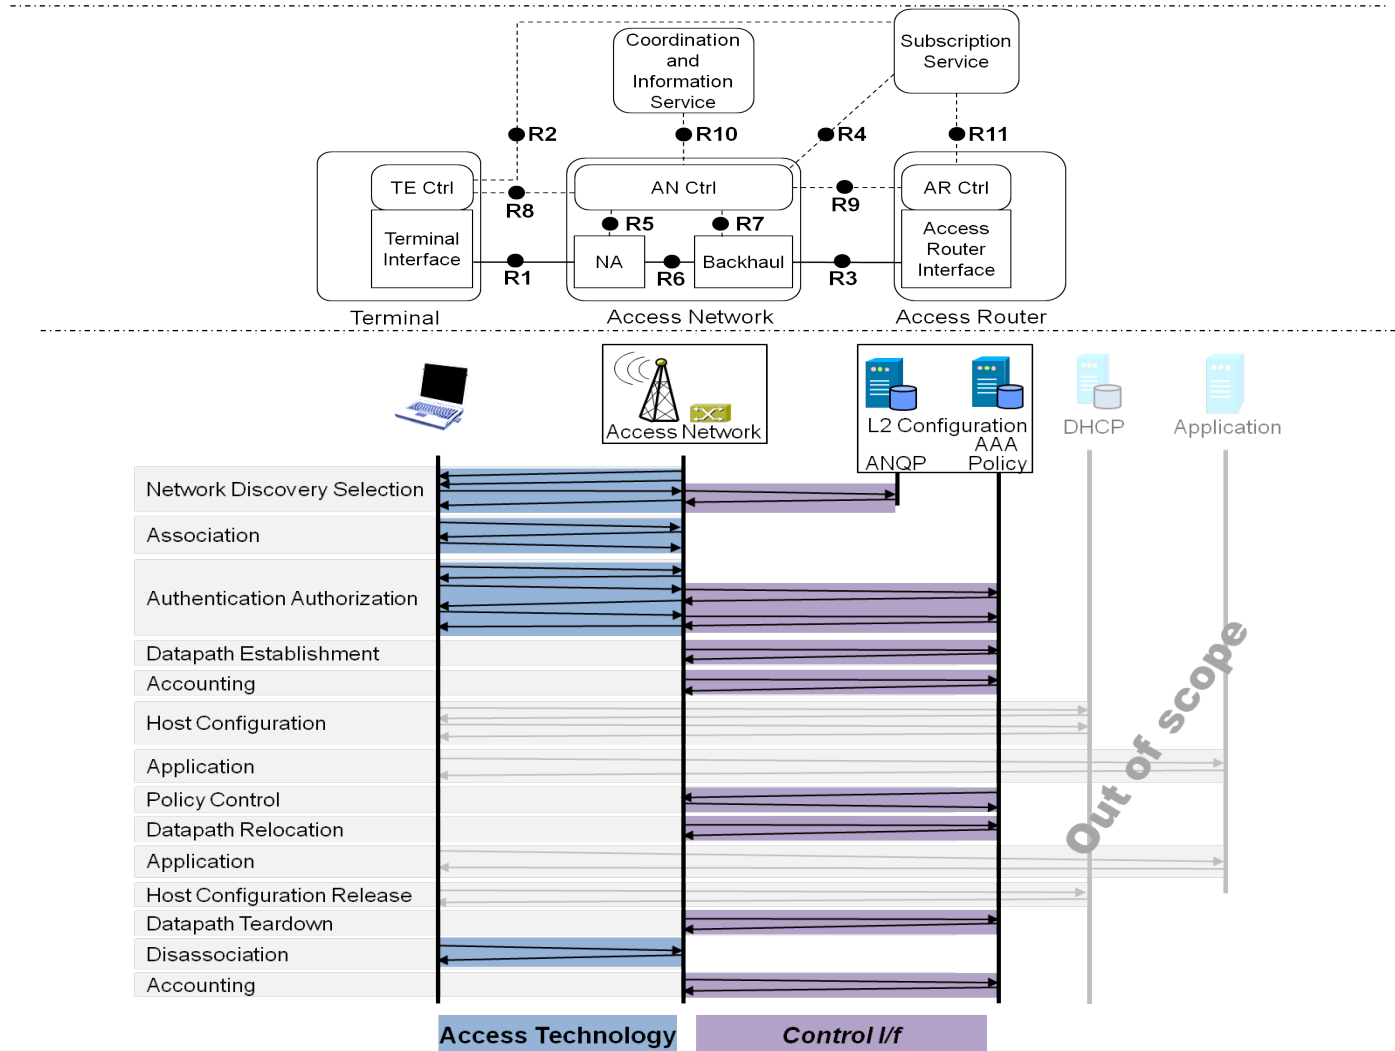 Coordination
and
Information
Service
Subscription
Service
R2
R10
R4
R11
TE Ctrl
AN Ctrl
AR Ctrl
R8
R9
R5
R7
Terminal
Interface
NA
Backhaul
Access
Router
Interface
R1
R6
R3
Terminal
Access Network
Access Router
Access Network
L2 Configuration
AAA
ANQP
Policy
DHCP
Application
Network Discovery Selection
Association
Authentication Authorization
Datapath Establishment
Accounting
Host Configuration
Application
Policy Control
Datapath Relocation
Application
Host Configuration Release
Datapath Teardown
Disassociation
Accounting
Out of scope
Access Technology
Control I/f